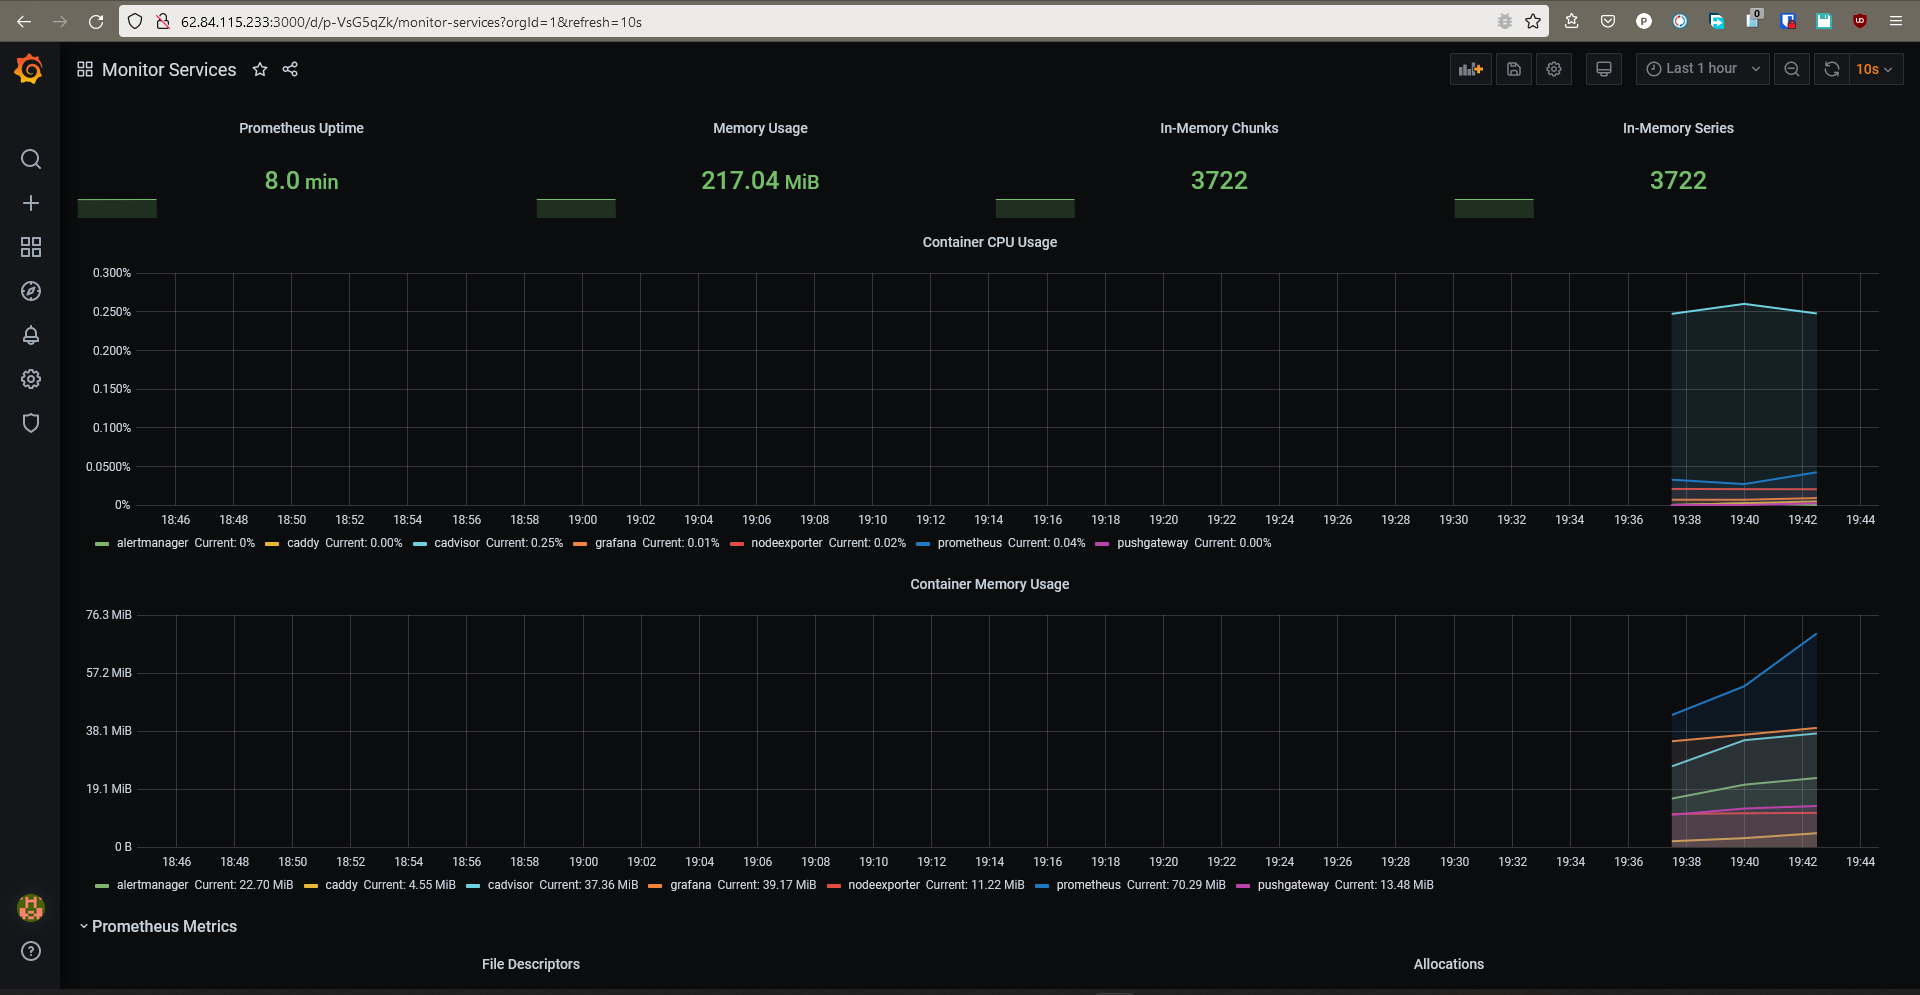 62.84.115.233:3000/d/p-VsG5qZk/monitor-services?orgId=1&refresh=10s
0
Monitor Services
Last 1 hour
10s
Prometheus Uptime
Memory Usage
In-Memory Chunks
In-Memory Series
8.0 min
217.04 MiB
3722
3722
Container CPU Usage
0.300%
0.250%
0.200%
0.150%
0.100%
0.0500%
0%
18:46 18:48 18:50 18:52 18:54 18:56 18:58 19:00 19:02 19:04 19:06 19:08 19:10 19:12 19:14 19:16 19:18 19:20 19:22 19:24 19:26 19:28 19:30 19:32 19:34 19:36 19:38 19:40 19:42 19:44
alertmanager Current: 0% caddy Current: 0.00% cadvisor Current: 0.25% grafana Current: 0.01% nodeexporter Current: 0.02% prometheus Current: 0.04% pushgateway Current: 0.00%
Container Memory Usage
76.3 MiB
57.2 MiB
38.1 MiB
19.1 MiB
0 B
18:46 18:48 18:50 18:52 18:54 18:56 18:58 19:00 19:02 19:04 19:06 19:08 19:10 19:12 19:14 19:16 19:18 19:20 19:22 19:24 19:26 19:28 19:30 19:32 19:34 19:36 19:38 19:40 19:42 19:44
alertmanager Current: 22.70 MiB caddy Current: 4.55 MiB cadvisor Current: 37.36 MiB grafana Current: 39.17 MiB nodeexporter Current: 11.22 MiB prometheus Current: 70.29 MiB pushgateway Current: 13.48 MiB
Prometheus Metrics
File Descriptors
Allocations